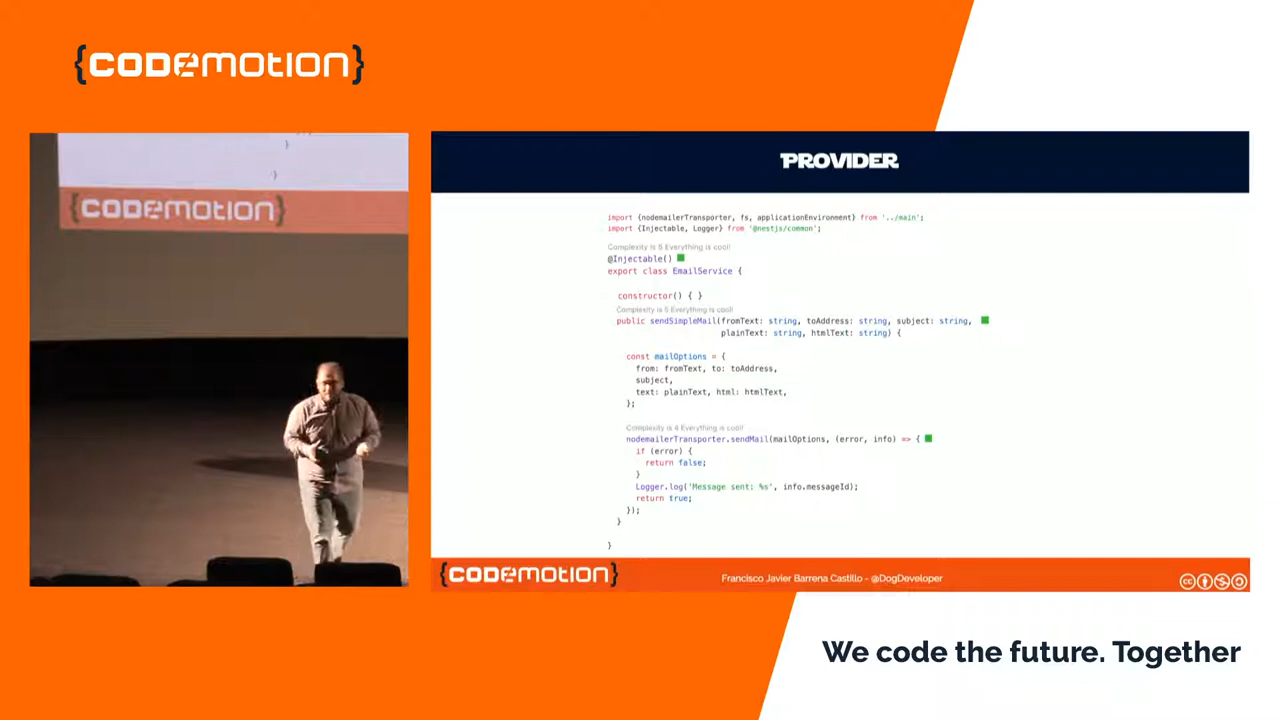 {CODEMOTION}
{CODEMOTION}
PROVIDER
import {nodemailerTransporter, fs, applicationEnvironment} from '../main';
import {Injectable, Logger} from '@nestjs/common';
Complexity is 5 Everything is cool!
@Injectable()
export class EmailService {
constructor() { }
Complexity is 5 Everything is cool!
public sendSimpleMail(fromText: string, toAddress: string, subject: string,
plainText: string, htmlText: string) {
const mailOptions = {
from: fromText, to: toAddress,
subject,
text: plainText, html: htmlText,
};
Complexity is 4 Everything is cool!
nodemailerTransporter.sendMail(mailOptions, (error, info) => {
if (error) {
return false;
}
Logger.log('Message sent: %s', info.messageId);
return true;
});
}
}
{CODEMOTION}
Francisco Javier Barrena Castillo - @DogDeveloper
We code the future. Together